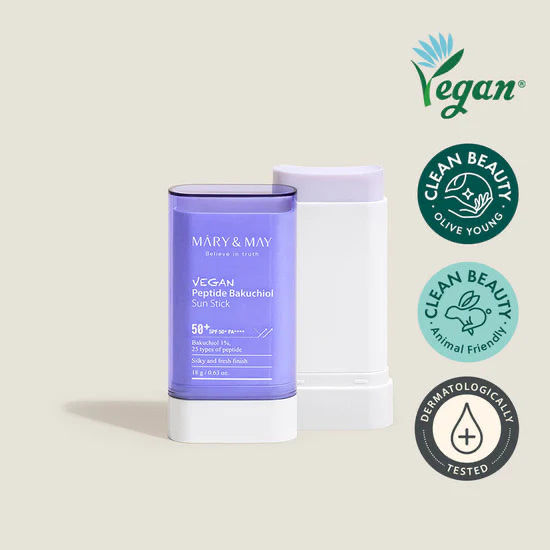 Vegan®
CLEAN BEAUTY
OLIVE YOUNG
CLEAN BEAUTY
Animal Friendly
DERMATOLOGICALLY
TESTED
MARY & MAY
Believe in truth
VEGAN
Peptide Bakuchiol
Sun Stick
50+ SPF 50+ PA++++
Bakuchiol 1%,
25 types of peptide
Silky and fresh finish
18 g / 0.63 oz.